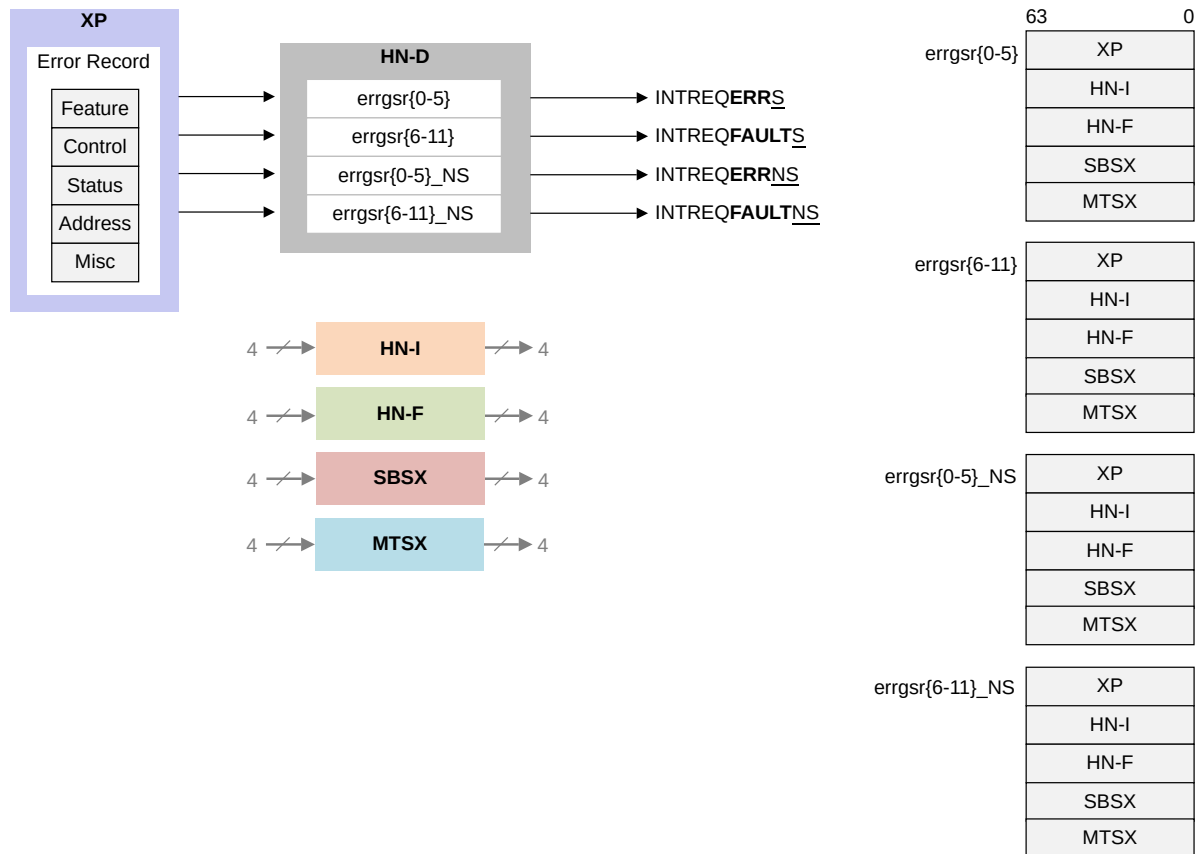 XP
Error Record
Feature
Control
Status
Address
Misc
HN-D
errgsr{0-5}
errgsr{6-11}
errgsr{0-5}_NS
errgsr{6-11}_NS
INTREQERRS
INTREQFAULTS
INTREQERRNS
INTREQFAULTNS
4 HN-I 4
4 HN-F 4
4 SBSX 4
4 MTSX 4
63 0
errgsr{0-5}
XP
HN-I
HN-F
SBSX
MTSX
errgsr{6-11}
XP
HN-I
HN-F
SBSX
MTSX
errgsr{0-5}_NS
XP
HN-I
HN-F
SBSX
MTSX
errgsr{6-11}_NS
XP
HN-I
HN-F
SBSX
MTSX